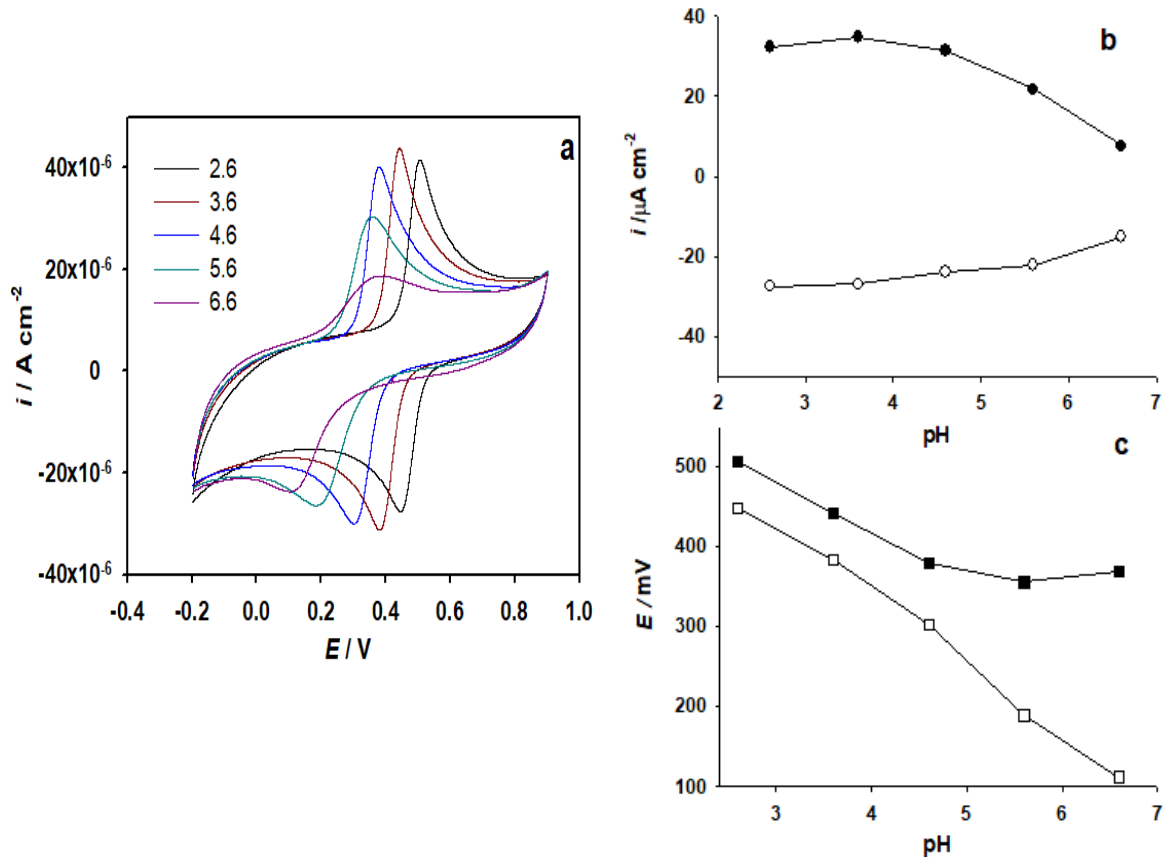 a
40x10-6
20x10-6
0
-20x10-6
-40x10-6
i / A cm-2
2.6
3.6
4.6
5.6
6.6
-0.4 -0.2 0.0 0.2 0.4 0.6 0.8 1.0
E / V
b
40
20
0
-20
-40
i /µA cm-2
2 3 4 5 6 7
pH
c
500
400
300
200
100
E / mV
3 4 5 6 7
pH